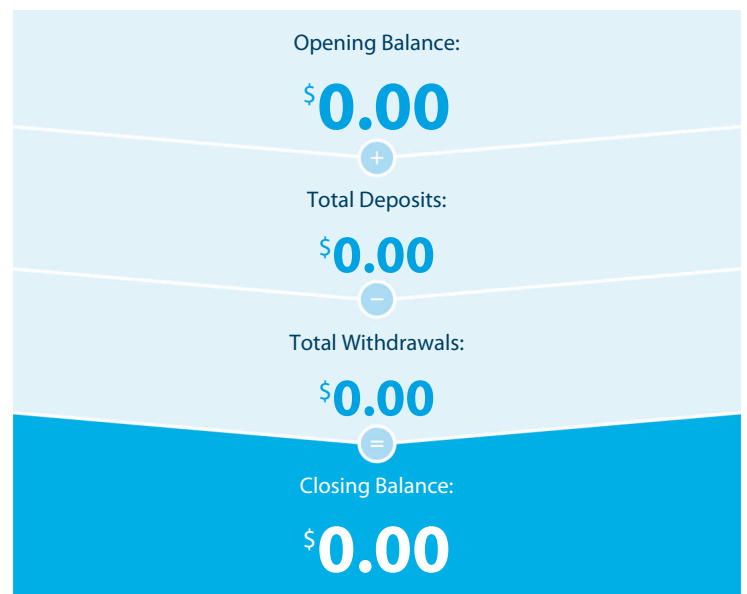 Opening Balance:
$0.00
+
Total Deposits:
$0.00
−
Total Withdrawals:
$0.00
=
Closing Balance:
$0.00